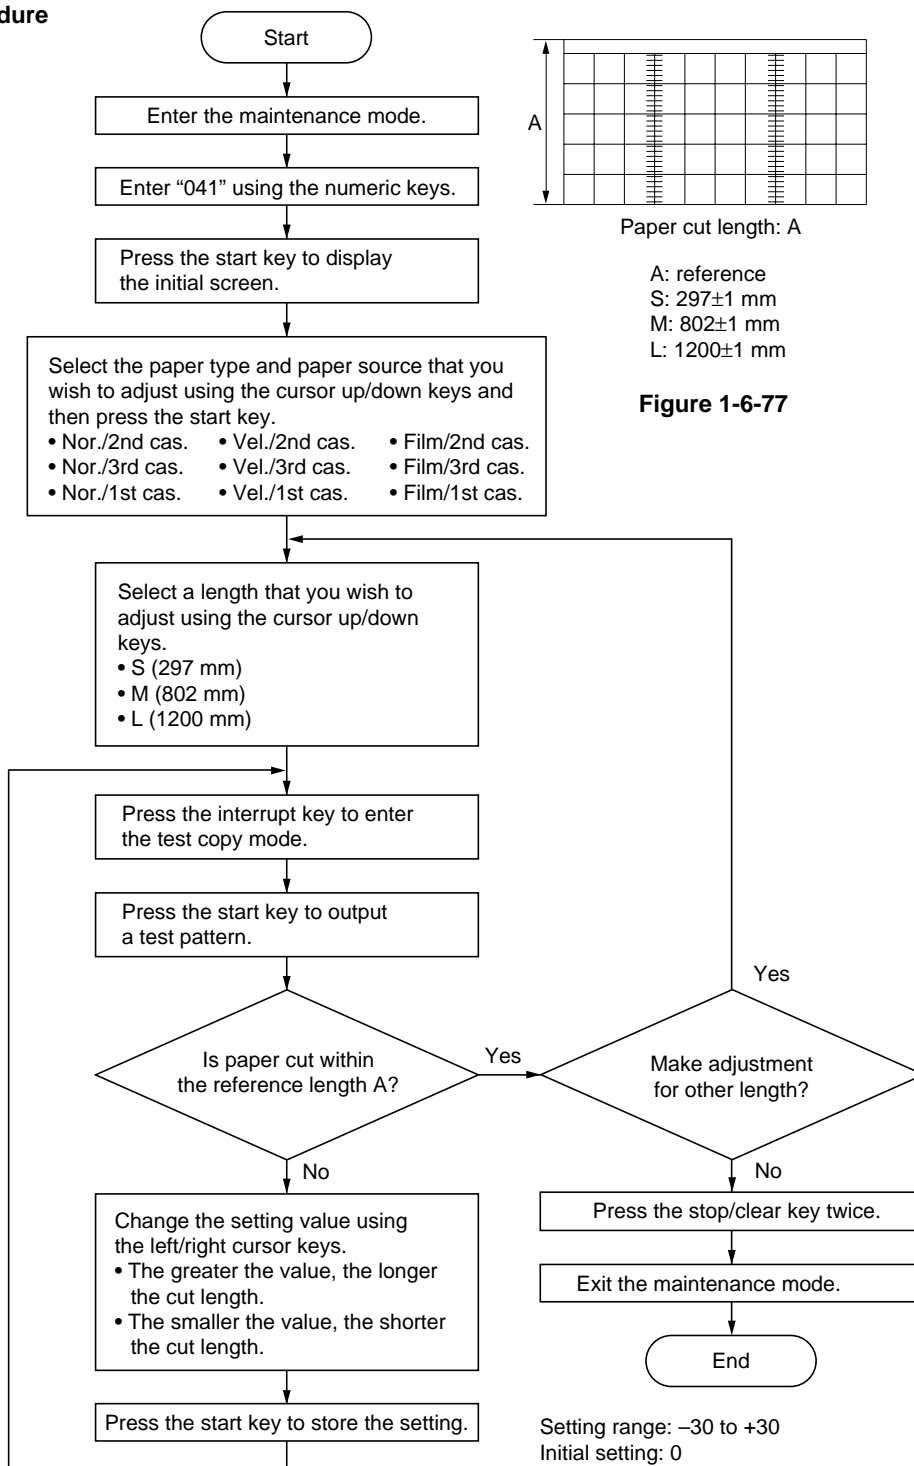 dure
Start
Enter the maintenance mode.
Enter “041” using the numeric keys.
Press the start key to display
the initial screen.
Select the paper type and paper source that you
wish to adjust using the cursor up/down keys and
then press the start key.
• Nor./2nd cas. • Vel./2nd cas. • Film/2nd cas.
• Nor./3rd cas. • Vel./3rd cas. • Film/3rd cas.
• Nor./1st cas. • Vel./1st cas. • Film/1st cas.
A
Paper cut length: A
A: reference
S: 297±1 mm
M: 802±1 mm
L: 1200±1 mm
Figure 1-6-77
Select a length that you wish to
adjust using the cursor up/down
keys.
• S (297 mm)
• M (802 mm)
• L (1200 mm)
Press the interrupt key to enter
the test copy mode.
Press the start key to output
a test pattern.
Is paper cut within
the reference length A?
Yes
No
Make adjustment
for other length?
Yes
No
Change the setting value using
the left/right cursor keys.
• The greater the value, the longer
the cut length.
• The smaller the value, the shorter
the cut length.
Press the start key to store the setting.
Press the stop/clear key twice.
Exit the maintenance mode.
End
Setting range: –30 to +30
Initial setting: 0